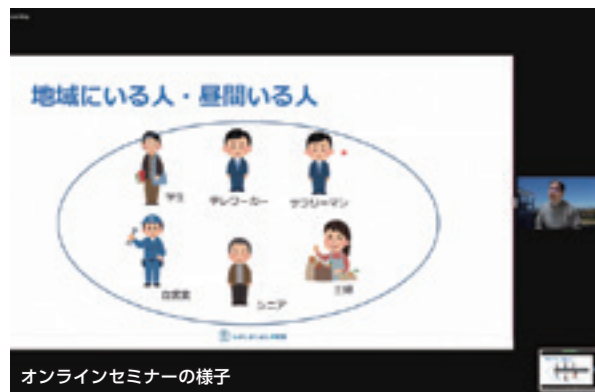 地域にいる人・昼間いる人
学生
テレワーカー
サラリーマン
自営業
シニア
主婦
オンラインセミナーの様子